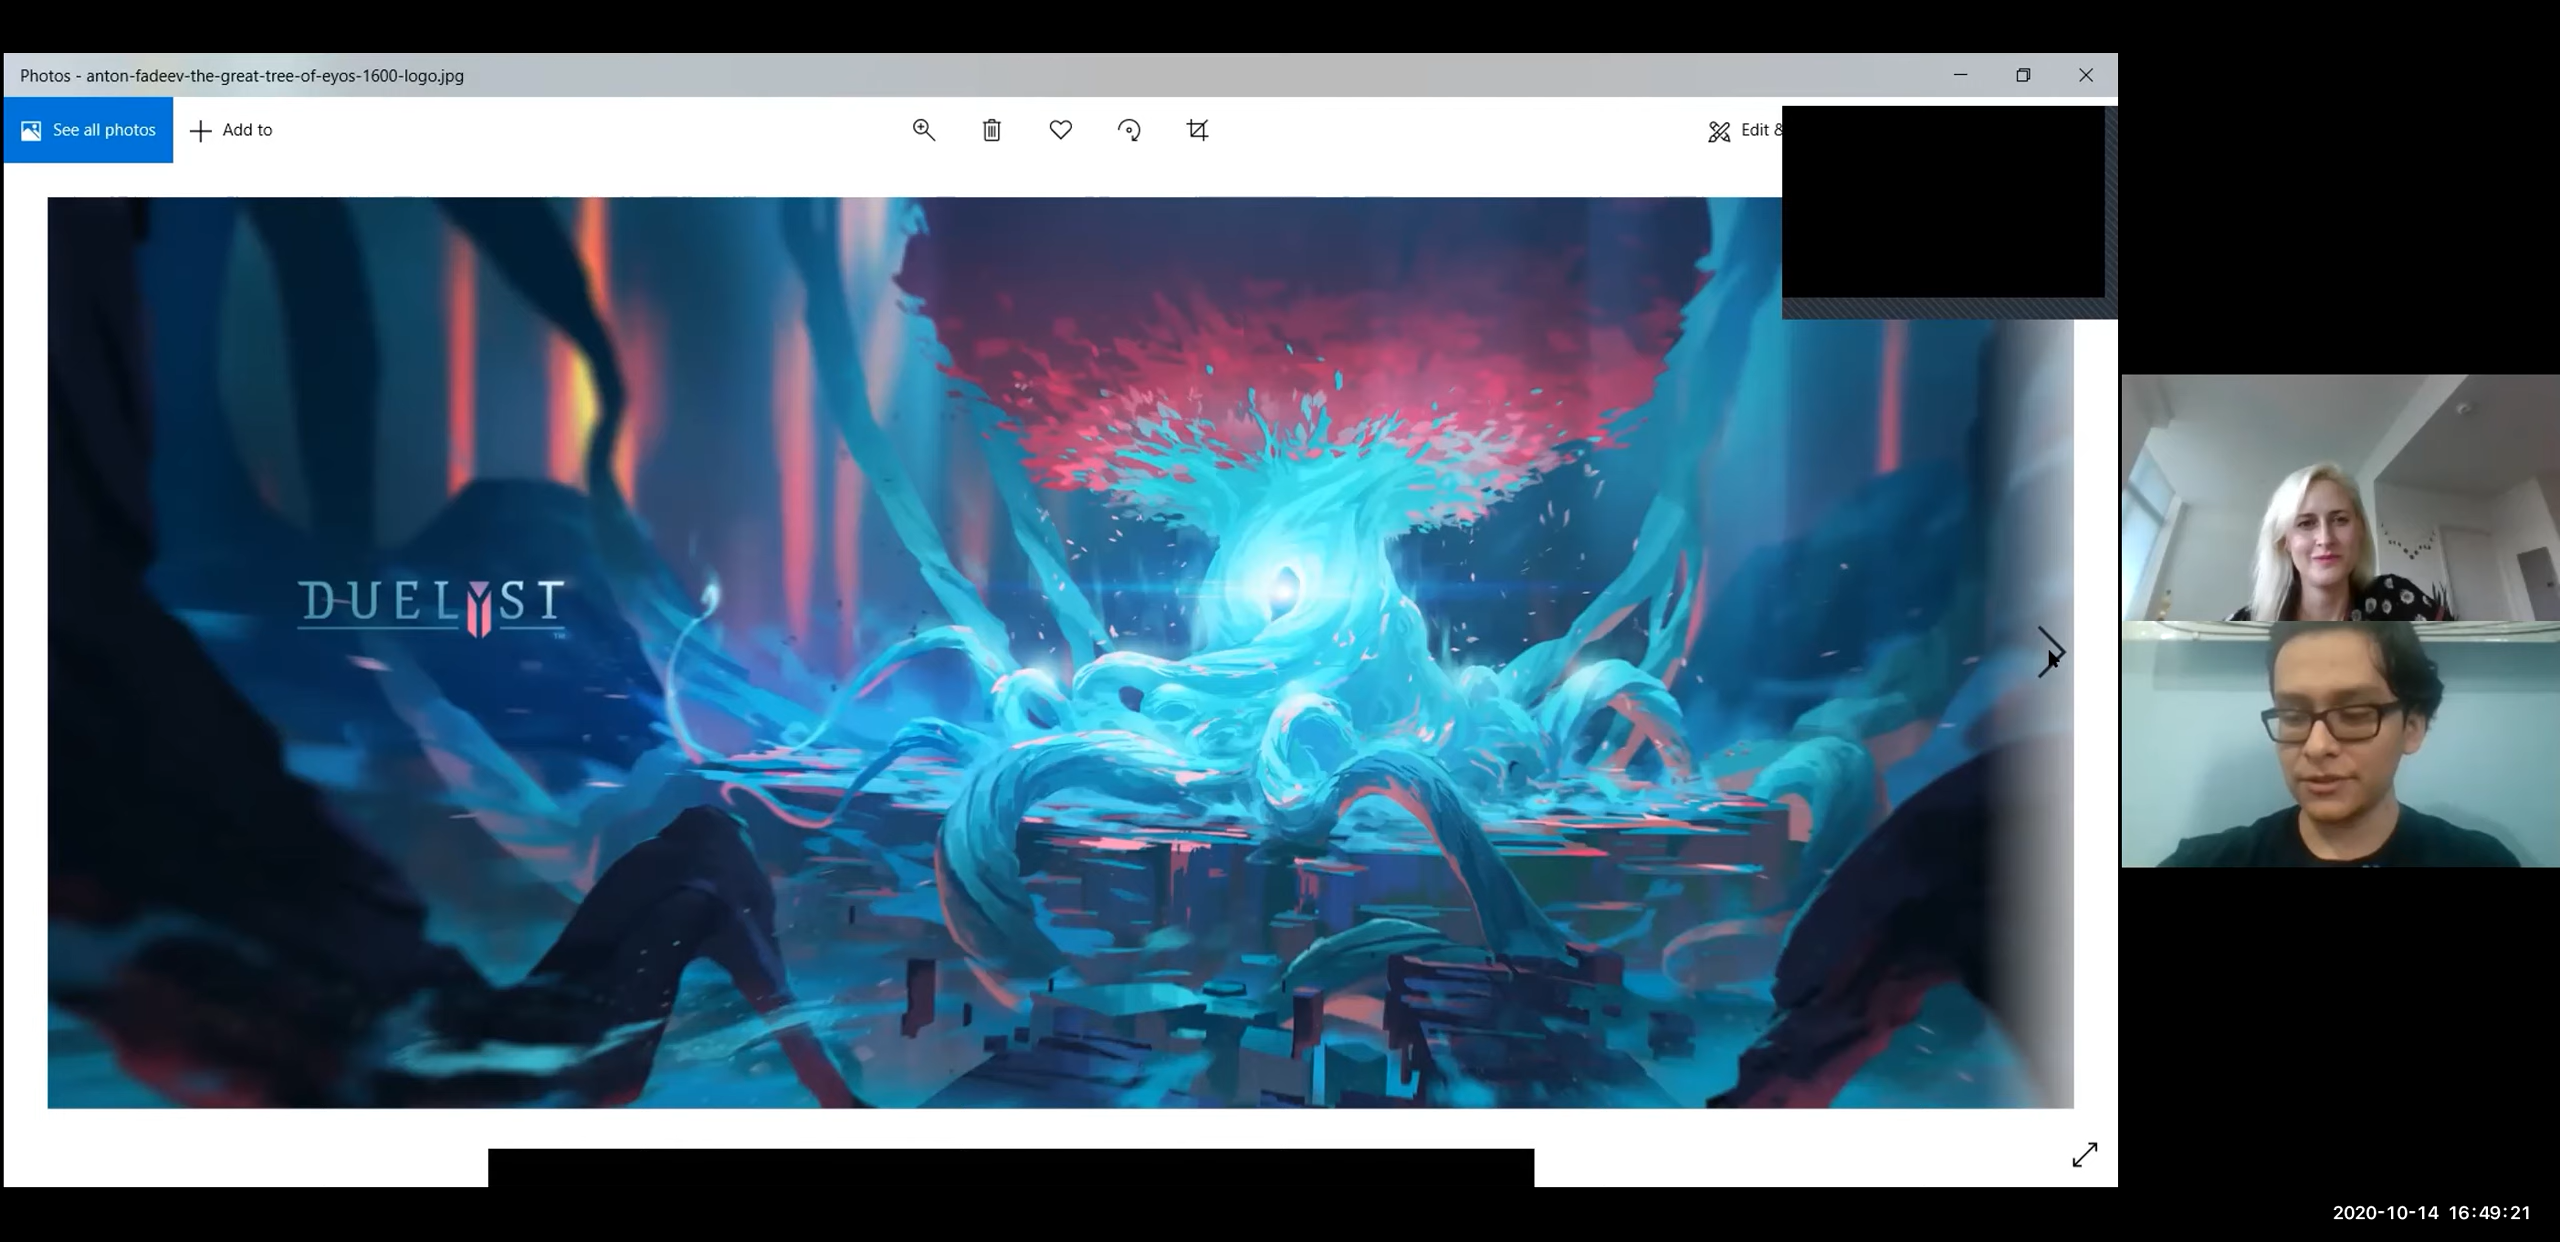 Photos - anton-fadeev-the-great-tree-of-eyos-1600-logo.jpg
See all photos
Add to
Edit &
DUELYST
TM
2020-10-14 16:49:21